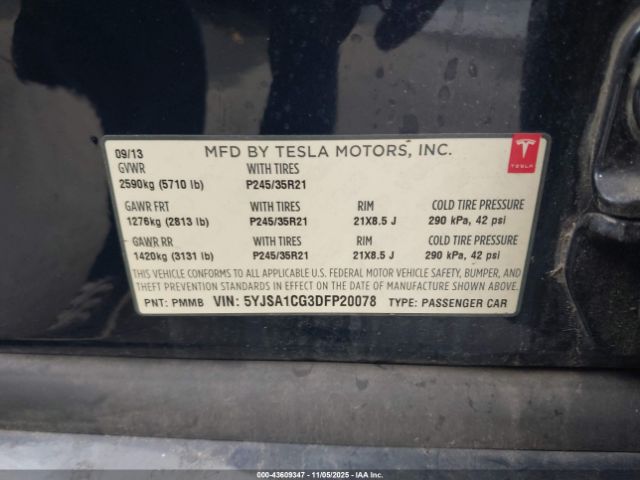 09/13 MFD BY TESLA MOTORS, INC.
GVWR WITH TIRES
2590kg (5710 lb) P245/35R21
TESLA
GAWR FRT WITH TIRES RIM COLD TIRE PRESSURE
1276kg (2813 lb) P245/35R21 21X8.5 J 290 kPa, 42 psi
GAWR RR WITH TIRES RIM COLD TIRE PRESSURE
1420kg (3131 lb) P245/35R21 21X8.5 J 290 kPa, 42 psi
THIS VEHICLE CONFORMS TO ALL APPLICABLE U.S. FEDERAL MOTOR VEHICLE SAFETY, BUMPER, AND
THEFT PREVENTION STANDARDS IN EFFECT ON THE DATE OF MANUFACTURE SHOWN ABOVE.
PNT: PMMB VIN: 5YJSA1CG3DFP20078 TYPE: PASSENGER CAR
000-43609347 - 11/05/2025 - IAA, Inc.